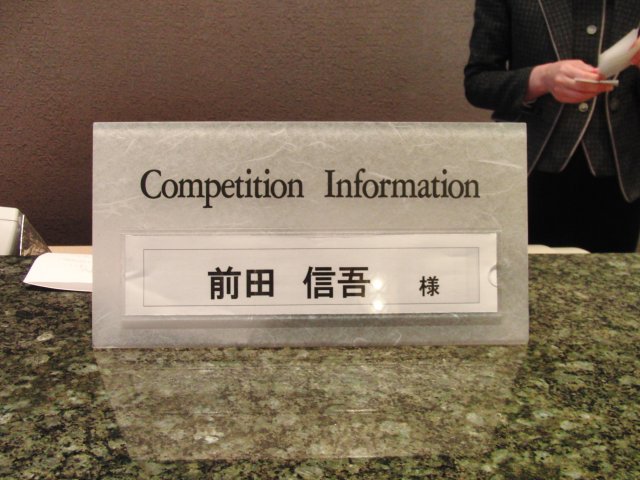 Competition Information
前田 信吾 様